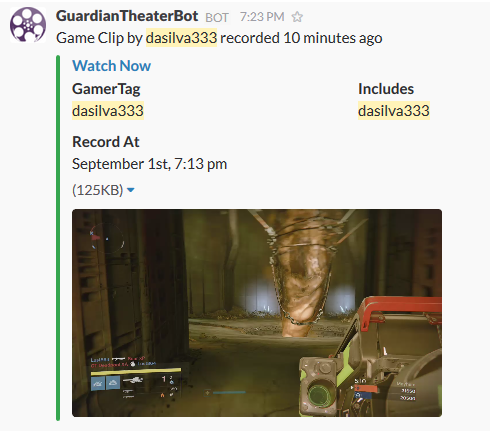 GuardianTheaterBot BOT 7:23 PM
Game Clip by dasilva333 recorded 10 minutes ago
Watch Now
GamerTag Includes
dasilva333 dasilva333
Record At
September 1st, 7:13 pm
(125KB)